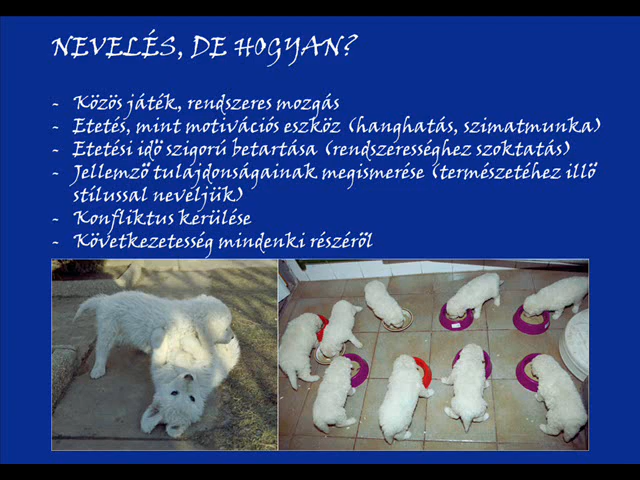 NEVELÉS, DE HOGYAN?
- Közös játék, rendszeres mozgás
- Etetés, mint motivációs eszköz (hanghatás, szimatmunka)
- Etetési idő szigorú betartása (rendszerességhez szoktatás)
- Jellemző tulajdonságainak megismerése (természetéhez illő
stílussal neveljük)
- Konfliktus kerülése
- Következetesség mindenki részéről